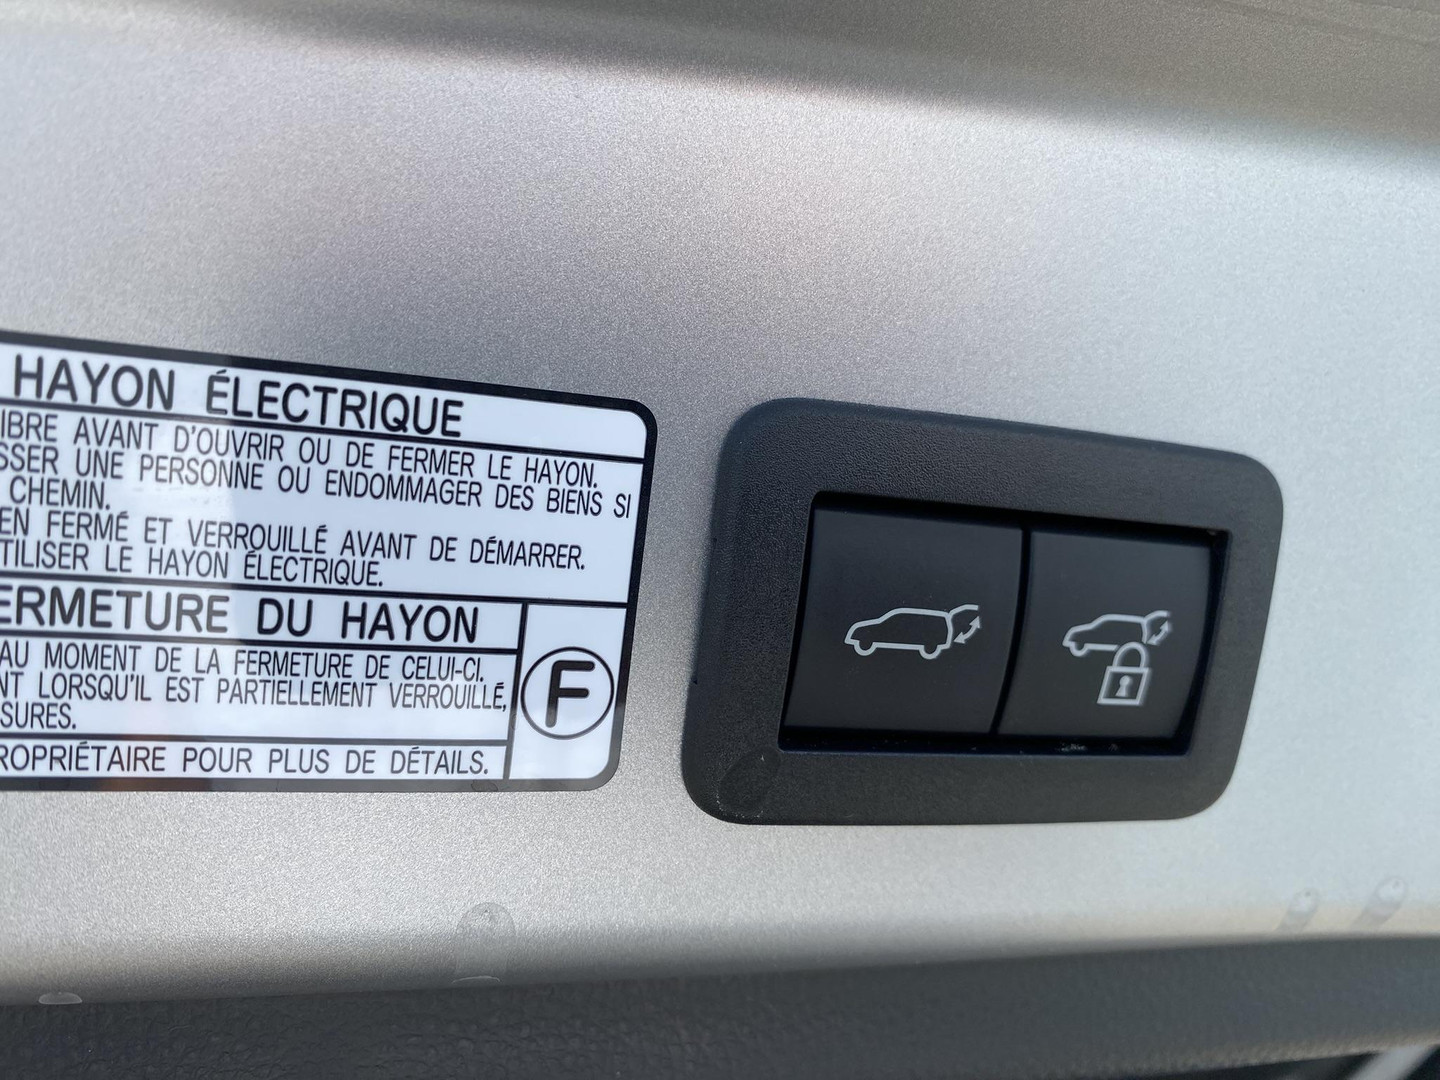 HAYON ÉLECTRIQUE
AVANT D'OUVRIR OU DE FERMER LE HAYON.
UNE PERSONNE OU ENDOMMAGER DES BIENS SI
CHEMIN.
EN FERMÉ ET VERROUILLÉ AVANT DE DÉMARRER.
TILISER LE HAYON ÉLECTRIQUE.
ERMETURE DU HAYON
AU MOMENT DE LA FERMETURE DE CELUI-CI.
NT LORSQU'IL EST PARTIELLEMENT VERROUILLÉ,
SURES.
ROPRIÉTAIRE POUR PLUS DE DÉTAILS.
F